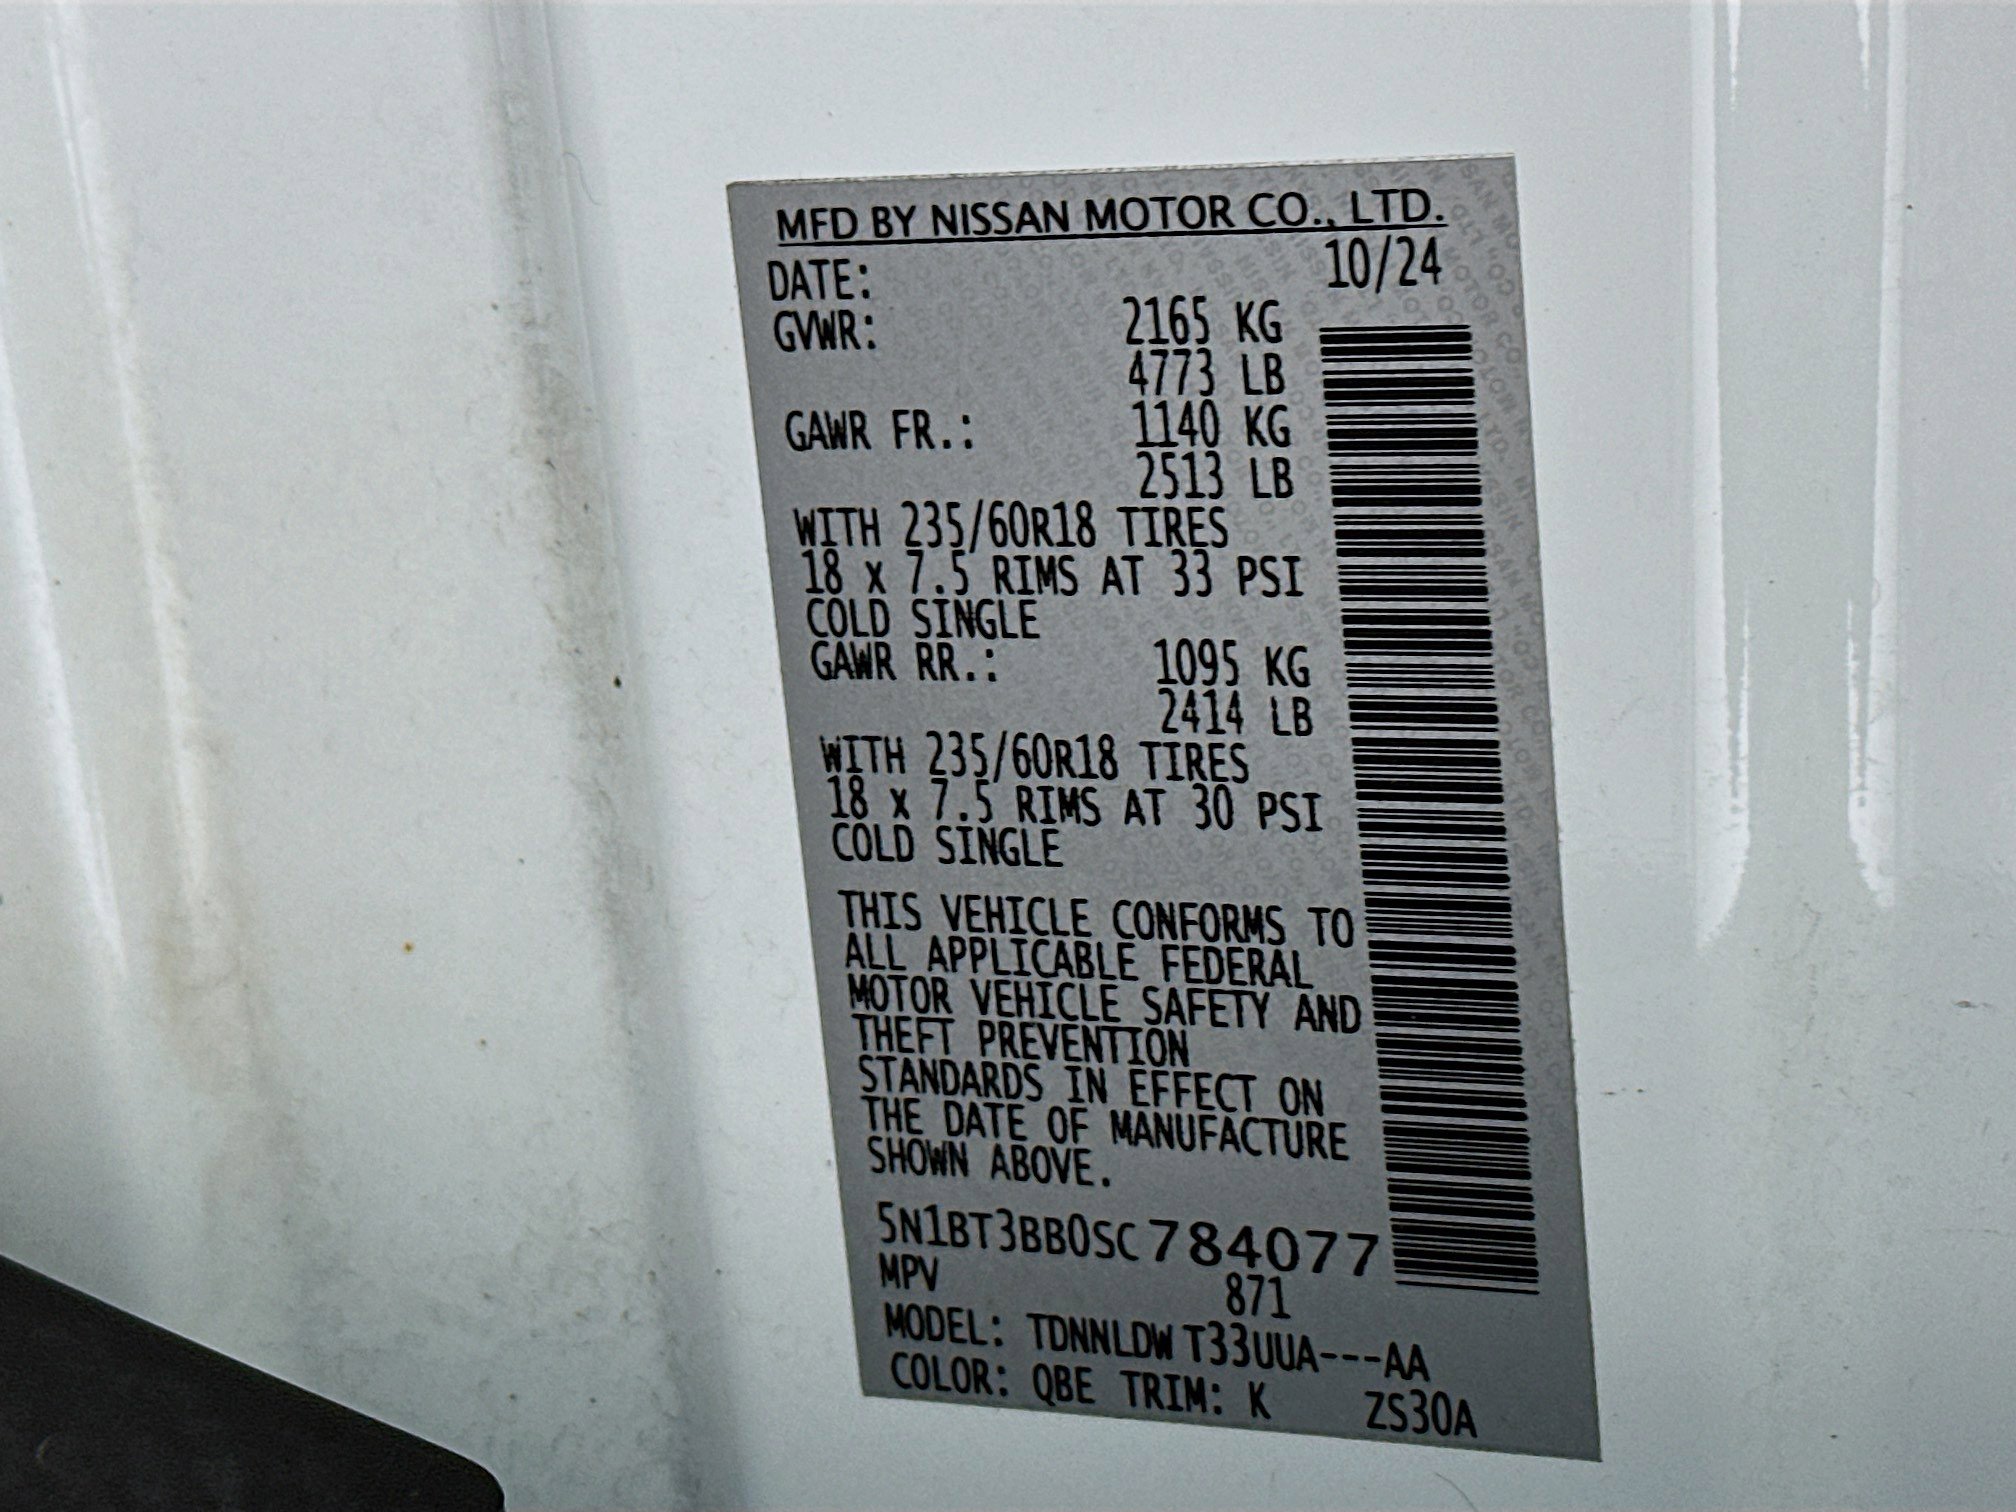 MFD BY NISSAN MOTOR CO., LTD.
DATE: 10/24
GVWR: 2165 KG
4773 LB
GAWR FR.: 1140 KG
2513 LB
WITH 235/60R18 TIRES
18 x 7.5 RIMS AT 33 PSI
COLD SINGLE
GAWR RR.: 1095 KG
2414 LB
WITH 235/60R18 TIRES
18 x 7.5 RIMS AT 30 PSI
COLD SINGLE
THIS VEHICLE CONFORMS TO
ALL APPLICABLE FEDERAL
MOTOR VEHICLE SAFETY AND
THEFT PREVENTION
STANDARDS IN EFFECT ON
THE DATE OF MANUFACTURE
SHOWN ABOVE.
5N1BT3BB0SC784077
MPV 871
MODEL: TDNNLDW T33UUA---AA
COLOR: QBE TRIM: K ZS30A